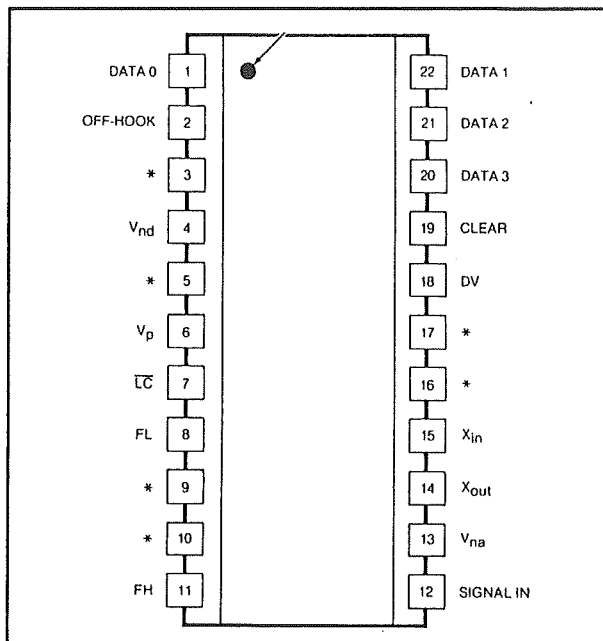 DATA 0 1 22 DATA 1
OFF-HOOK 2 21 DATA 2
* 3 20 DATA 3
Vnd 4 19 CLEAR
* 5 18 DV
Vp 6 17 *
L̅C̅ 7 16 *
FL 8 15 Xin
* 9 14 Xout
* 10 13 Vna
FH 11 12 SIGNAL IN